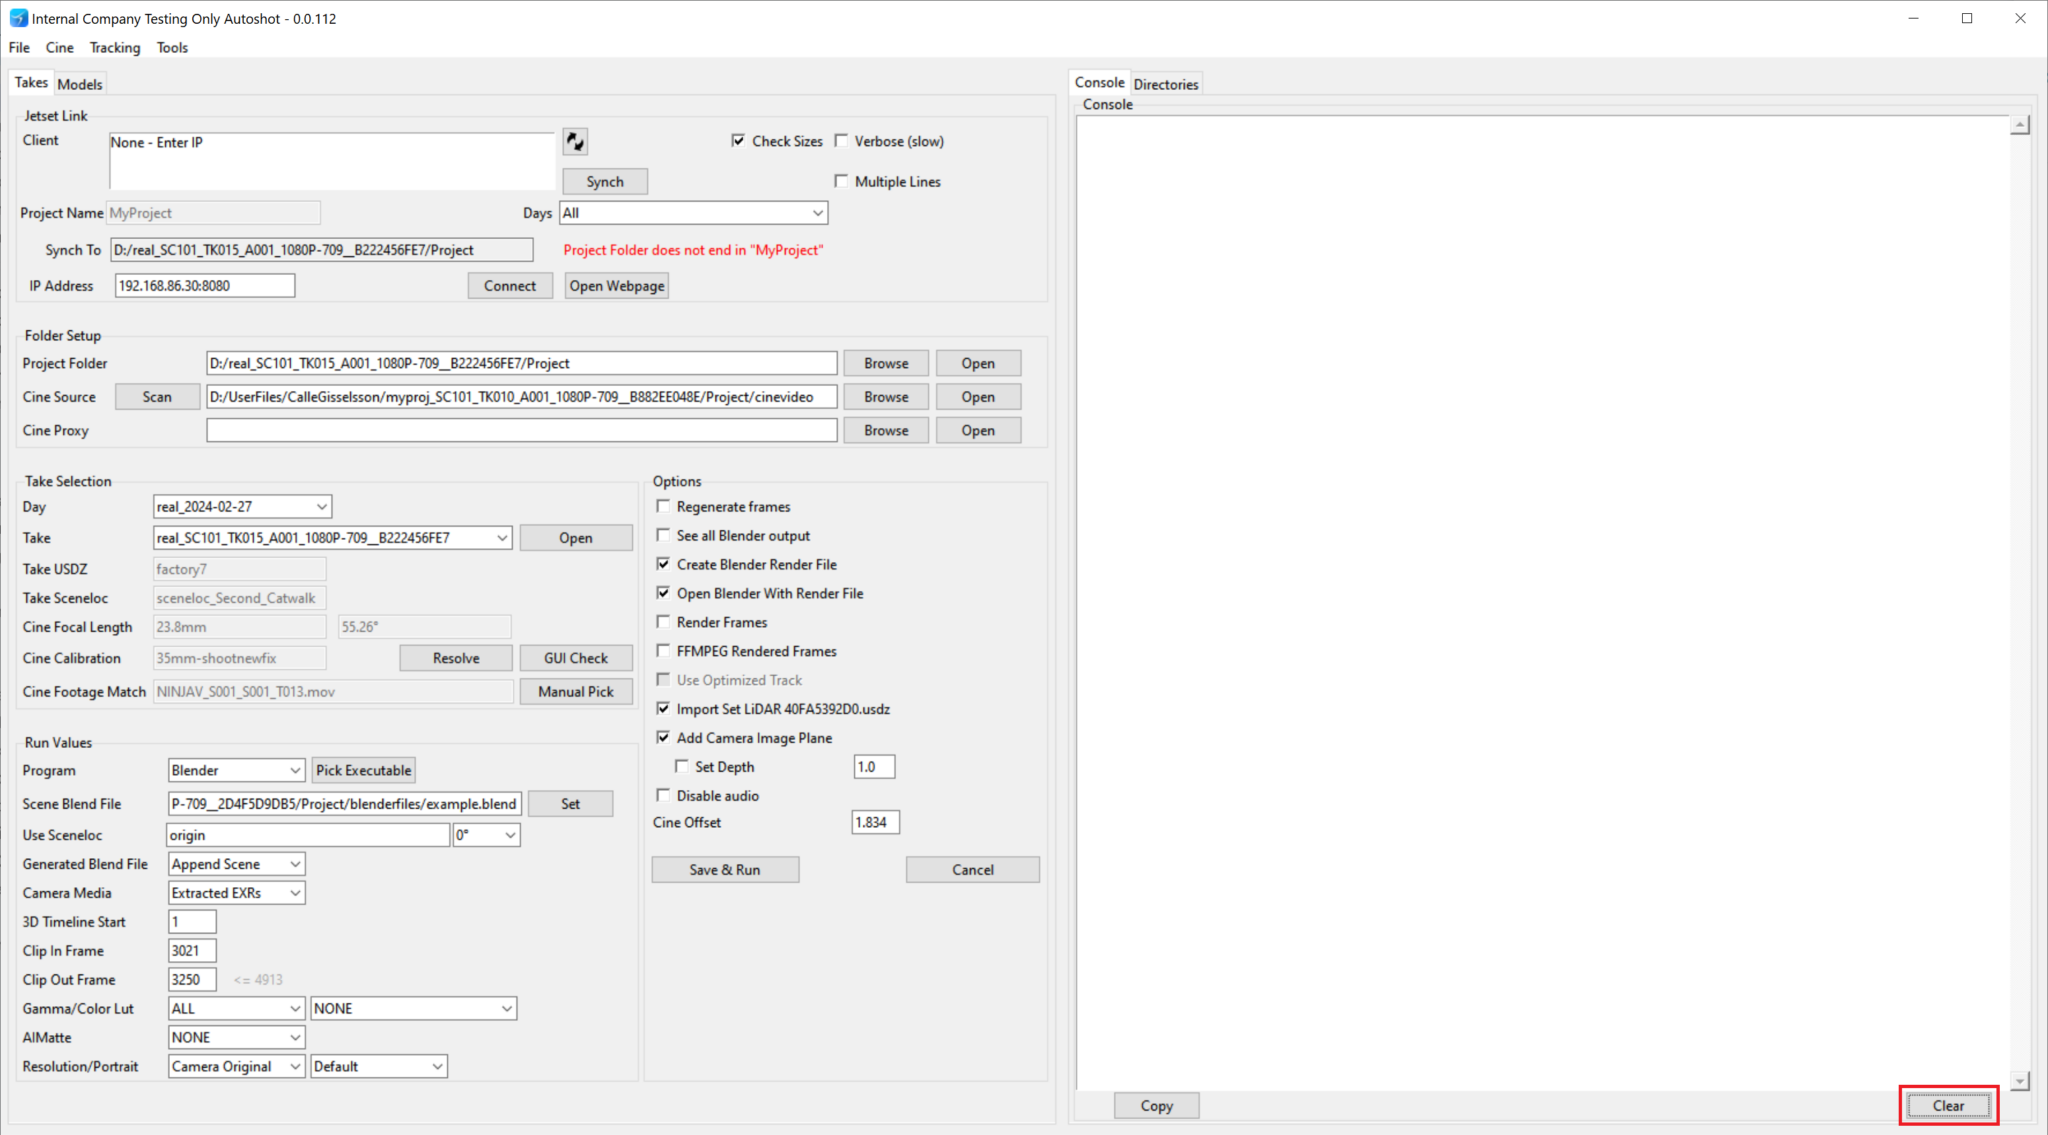 Internal Company Testing Only Autoshot - 0.0.112
File Cine Tracking Tools
Takes Models
Jetset Link
Client None - Enter IP
Check Sizes Verbose (slow)
Synch Multiple Lines
Project Name MyProject Days All
Synch To D:/real_SC101_TK015_A001_1080P-709__B222456FE7/Project Project Folder does not end in "MyProject"
IP Address 192.168.86.30:8080 Connect Open Webpage
Folder Setup
Project Folder D:/real_SC101_TK015_A001_1080P-709__B222456FE7/Project Browse Open
Cine Source Scan D:/UserFiles/CalleGisselsson/myproj_SC101_TK010_A001_1080P-709__B882EE048E/Project/cinevideo Browse Open
Cine Proxy Browse Open
Take Selection
Day real_2024-02-27
Take real_SC101_TK015_A001_1080P-709__B222456FE7 Open
Take USDZ factory7
Take Sceneloc sceneloc_Second_Catwalk
Cine Focal Length 23.8mm 55.26°
Cine Calibration 35mm-shootnewfix Resolve GUI Check
Cine Footage Match NINJAV_S001_S001_T013.mov Manual Pick
Run Values
Program Blender Pick Executable
Scene Blend File P-709__2D4F5D9DB5/Project/blenderfiles/example.blend Set
Use Sceneloc origin 0°
Generated Blend File Append Scene
Camera Media Extracted EXRs
3D Timeline Start 1
Clip In Frame 3021
Clip Out Frame 3250 <= 4913
Gamma/Color Lut ALL NONE
AIMatte NONE
Resolution/Portrait Camera Original Default
Options
Regenerate frames
See all Blender output
Create Blender Render File
Open Blender With Render File
Render Frames
FFMPEG Rendered Frames
Use Optimized Track
Import Set LiDAR 40FA5392D0.usdz
Add Camera Image Plane
Set Depth 1.0
Disable audio
Cine Offset 1.834
Save & Run Cancel
Console Directories
Console
Copy Clear